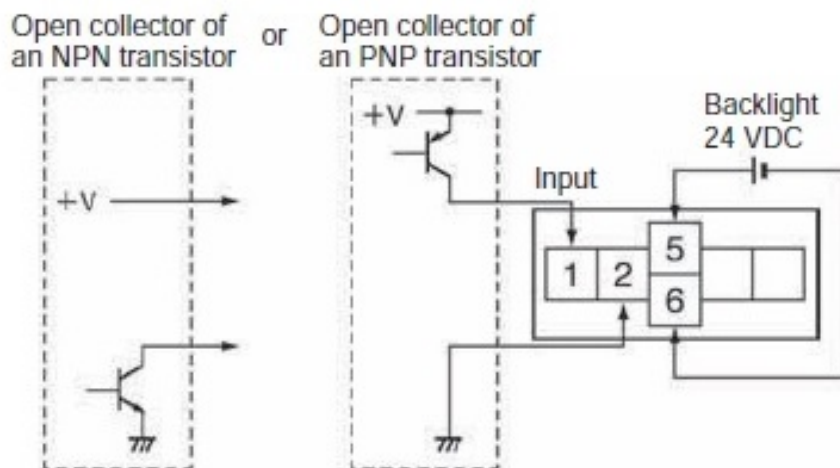 Open collector of
an NPN transistor
or
Open collector of
an PNP transistor
+V
+V
Backlight
24 VDC
Input
1
2
5
6